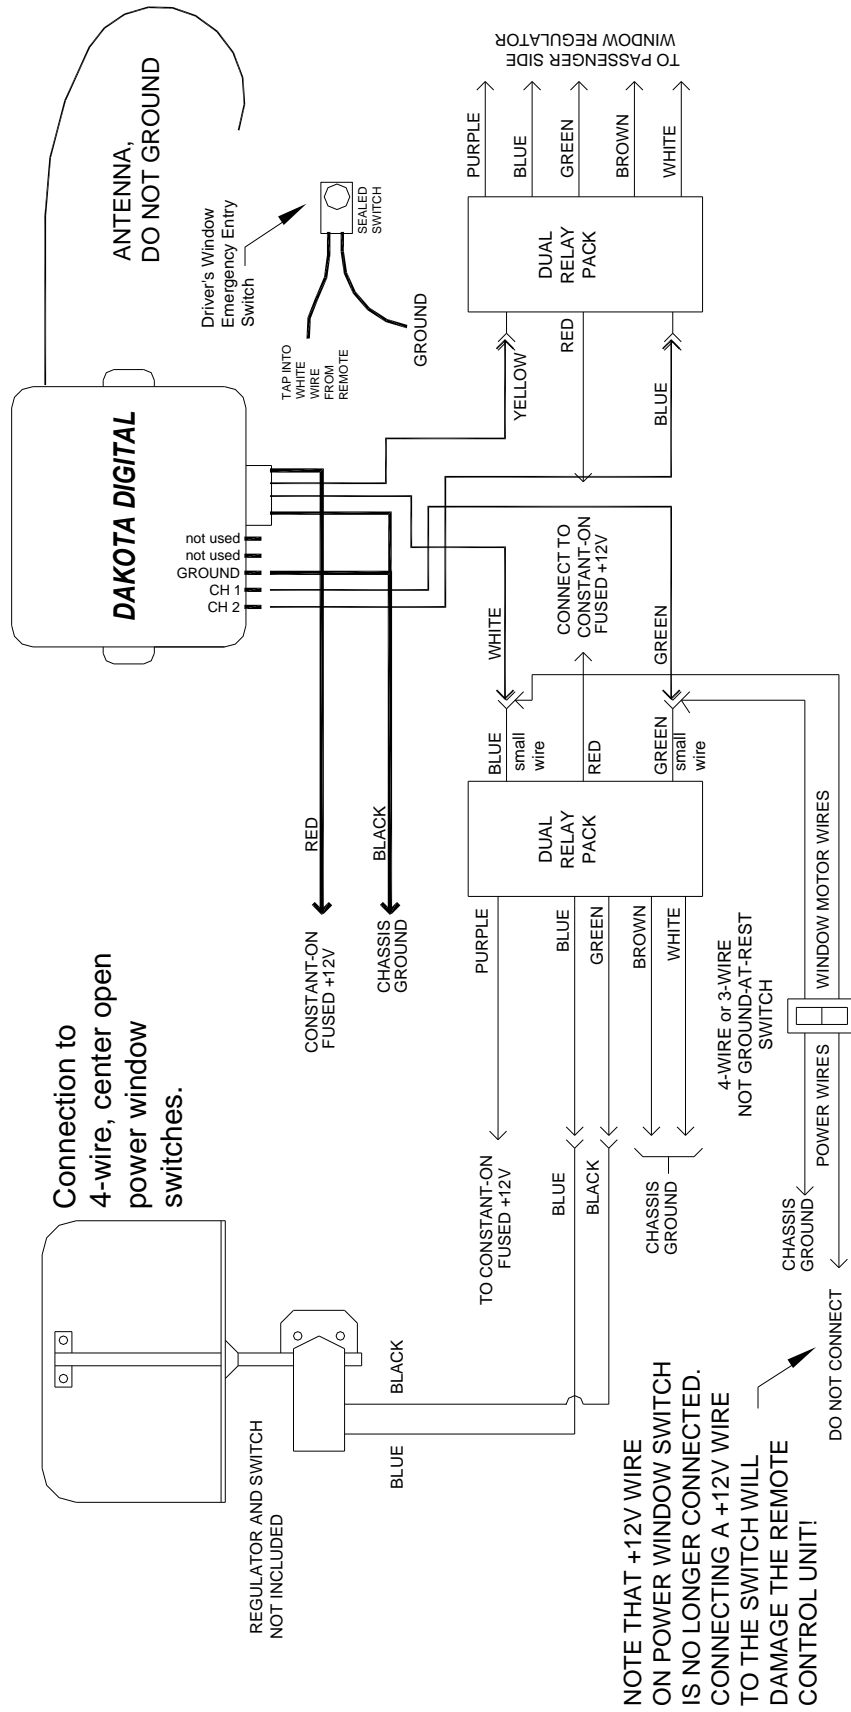 Connection to
4-wire, center open
power window
switches.
REGULATOR AND SWITCH
NOT INCLUDED
BLUE
BLACK
NOTE THAT +12V WIRE
ON POWER WINDOW SWITCH
IS NO LONGER CONNECTED.
CONNECTING A +12V WIRE
TO THE SWITCH WILL
DAMAGE THE REMOTE
CONTROL UNIT!
DO NOT CONNECT
CHASSIS
GROUND
POWER WIRES
WINDOW MOTOR WIRES
4-WIRE or 3-WIRE
NOT GROUND-AT-REST
SWITCH
TO CONSTANT-ON
FUSED +12V
BLUE
BLACK
CHASSIS
GROUND
PURPLE
BLUE
GREEN
BROWN
WHITE
DUAL
RELAY
PACK
BLUE
small
wire
RED
GREEN
small
wire
WHITE
CONNECT TO
CONSTANT-ON
FUSED +12V
GREEN
CONSTANT-ON
FUSED +12V
RED
CHASSIS
GROUND
BLACK
DAKOTA DIGITAL
not used
not used
GROUND
CH 1
CH 2
ANTENNA,
DO NOT GROUND
Driver's Window
Emergency Entry
Switch
TAP INTO
WHITE
WIRE
FROM
REMOTE
SEALED
SWITCH
GROUND
YELLOW
RED
BLUE
DUAL
RELAY
PACK
PURPLE
BLUE
GREEN
BROWN
WHITE
TO PASSENGER SIDE
WINDOW REGULATOR